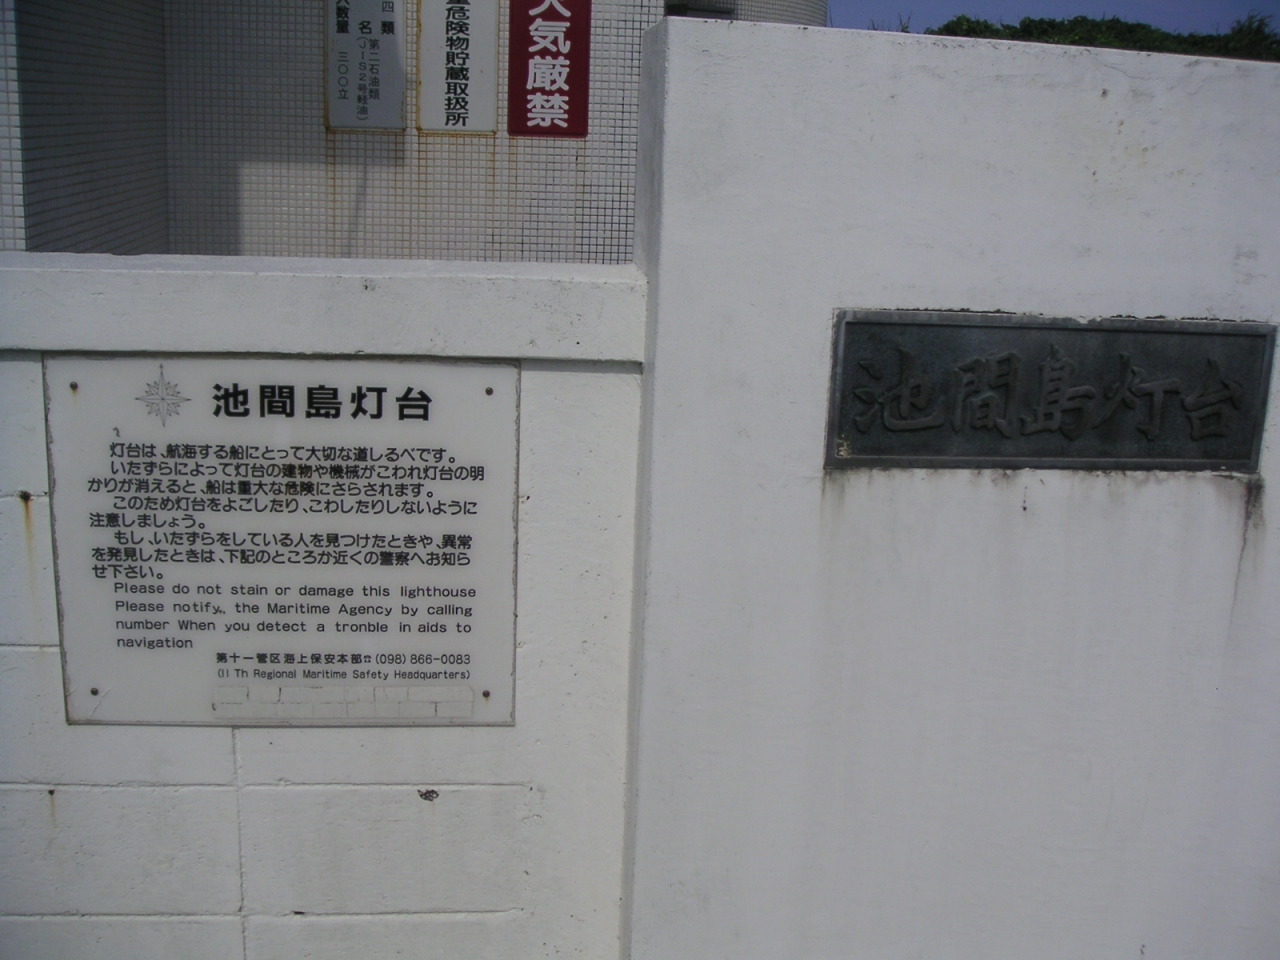 四類
名 第二石油類
(JIS2号軽油)
大数量 三〇〇立
危険物貯蔵取扱所
火気厳禁
池間島灯台
灯台は、航海する船にとって大切な道しるべです。
いたずらによって灯台の建物や機械がこわれ灯台の明
かりが消えると、船は重大な危険にさらされます。
このため灯台をよごしたり、こわしたりしないように
注意しましょう。
もし、いたずらをしている人を見つけたときや、異常
を発見したときは、下記のところか近くの警察へお知ら
せ下さい。
Please do not stain or damage this lighthouse
Please notify, the Maritime Agency by calling
number When you detect a tronble in aids to
navigation
第十一管区海上保安本部☎(098)866-0083
(II Th Regional Maritime Safety Headquarters)
池間島灯台